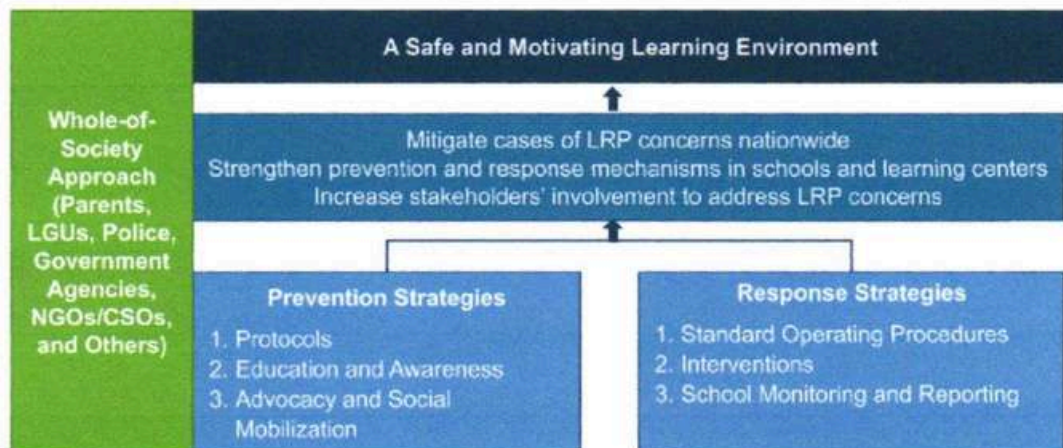 Whole-of-
Society
Approach
(Parents,
LGUs, Police,
Government
Agencies,
NGOs/CSOs,
and Others)
A Safe and Motivating Learning Environment
Mitigate cases of LRP concerns nationwide
Strengthen prevention and response mechanisms in schools and learning centers
Increase stakeholders' involvement to address LRP concerns
Prevention Strategies
1. Protocols
2. Education and Awareness
3. Advocacy and Social
Mobilization
Response Strategies
1. Standard Operating Procedures
2. Interventions
3. School Monitoring and Reporting